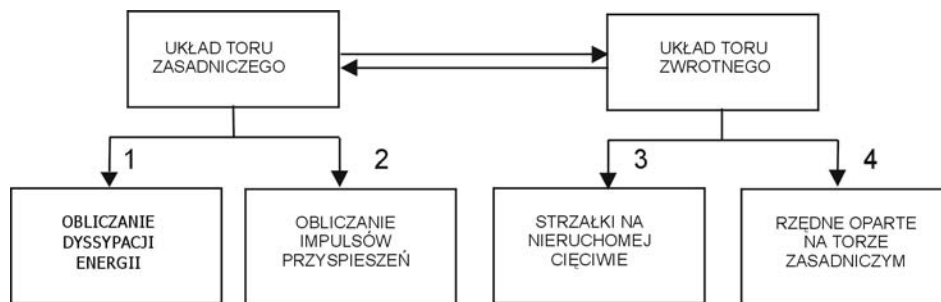 UKŁAD TORU
ZASADNICZEGO
UKŁAD TORU
ZWROTNEGO
1
2
3
4
OBLICZANIE
DYSSYPACJI
ENERGII
OBLICZANIE
IMPULSÓW
PRZYSPIESZEŃ
STRZAŁKI NA
NIERUCHOMEJ
CIĘCIWIE
RZĘDNE OPARTE
NA TORZE
ZASADNICZYM